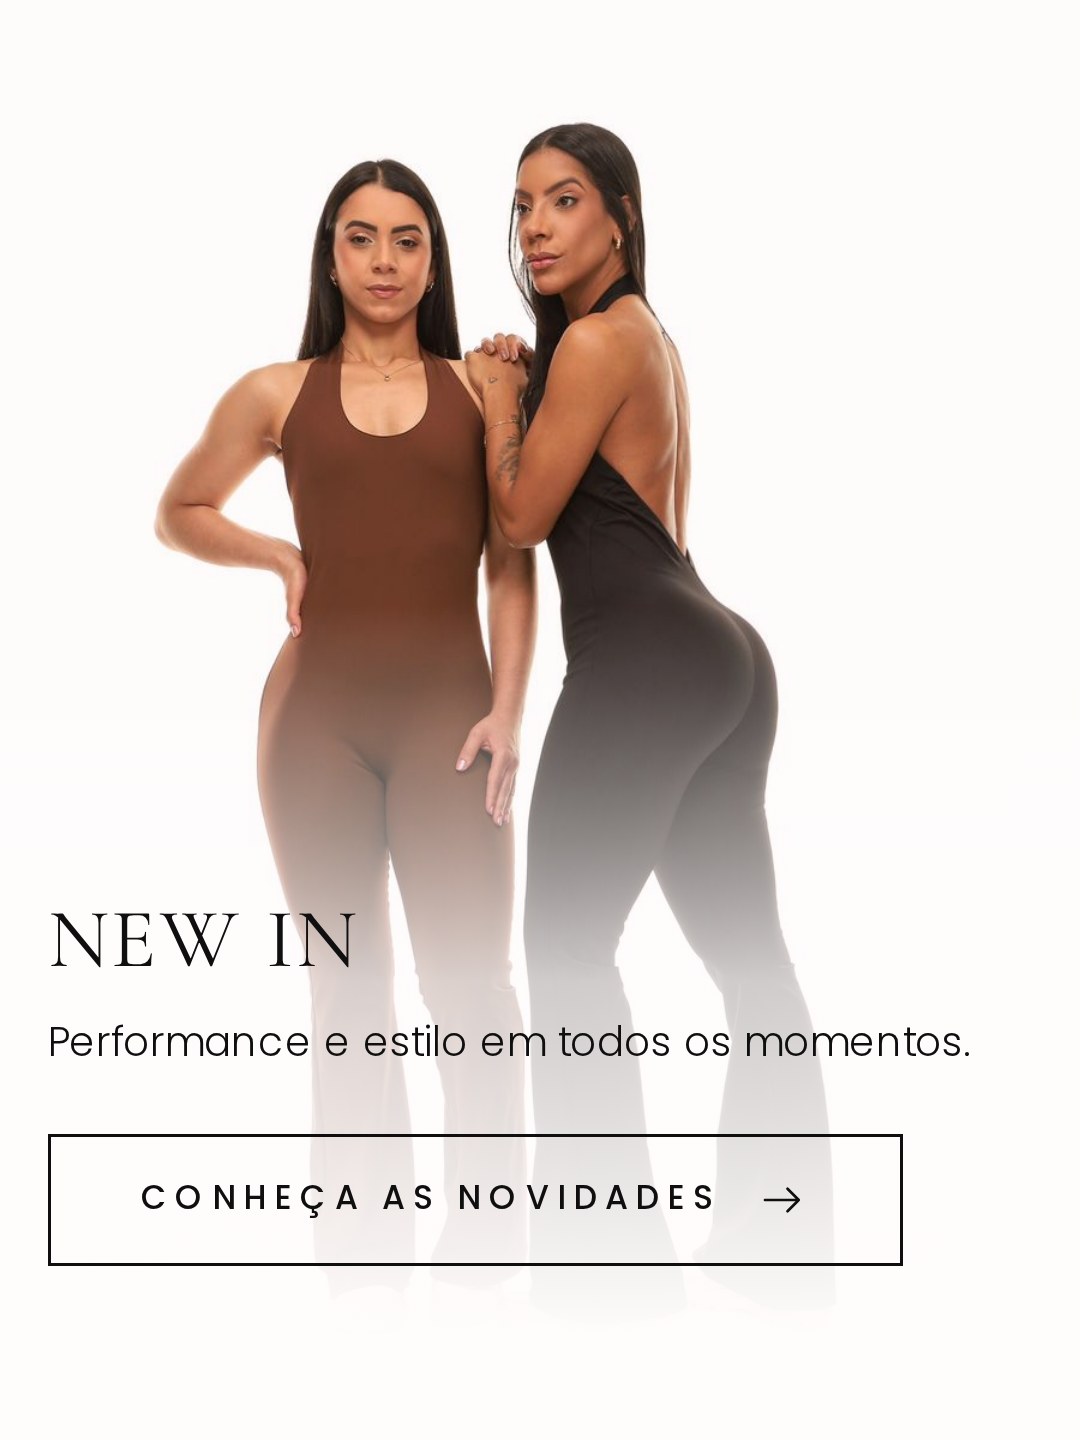 NEW IN
Performance e estilo em todos os momentos.
CONHEÇA AS NOVIDADES →